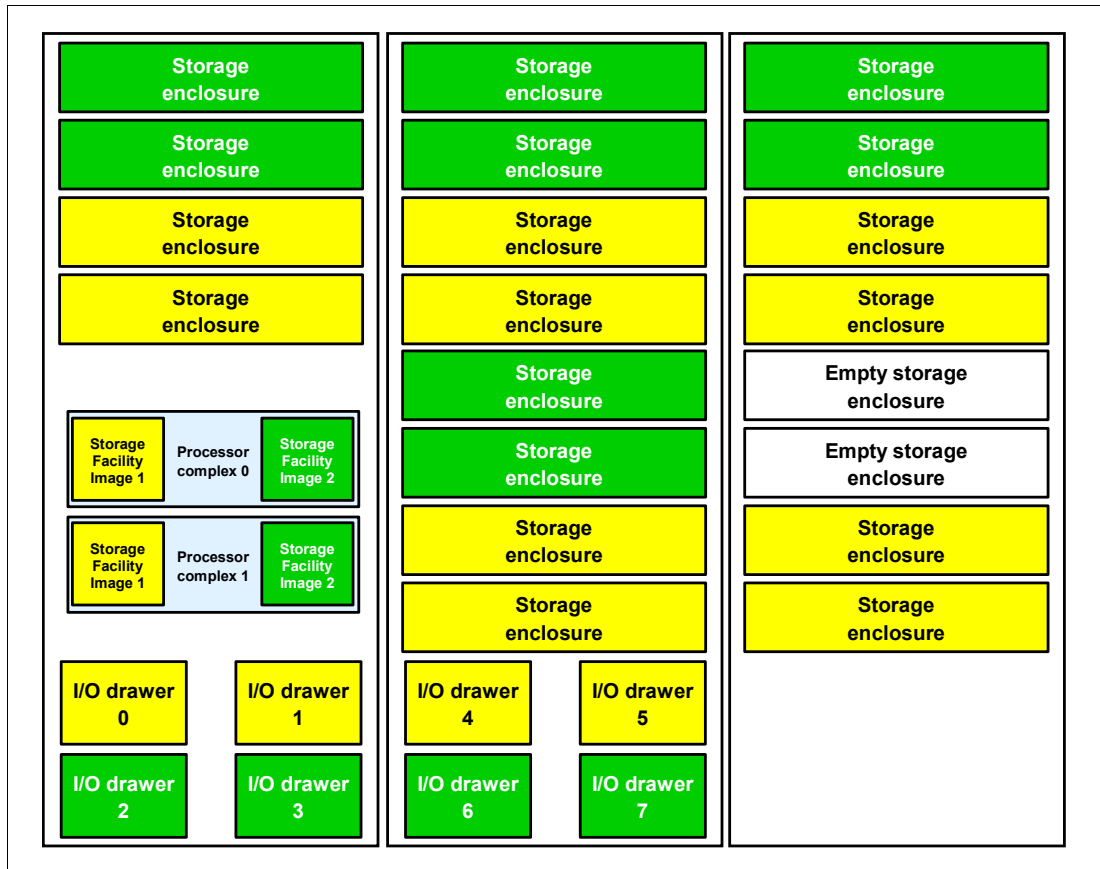 Storage
enclosure
Storage
enclosure
Storage
enclosure
Storage
enclosure
Storage
Facility
Image 1
Processor
complex 0
Storage
Facility
Image 2
Storage
Facility
Image 1
Processor
complex 1
Storage
Facility
Image 2
I/O drawer
0
I/O drawer
1
I/O drawer
2
I/O drawer
3
Storage
enclosure
Storage
enclosure
Storage
enclosure
Storage
enclosure
Storage
enclosure
Storage
enclosure
Storage
enclosure
Storage
enclosure
I/O drawer
4
I/O drawer
5
I/O drawer
6
I/O drawer
7
Storage
enclosure
Storage
enclosure
Storage
enclosure
Storage
enclosure
Empty storage
enclosure
Empty storage
enclosure
Storage
enclosure
Storage
enclosure